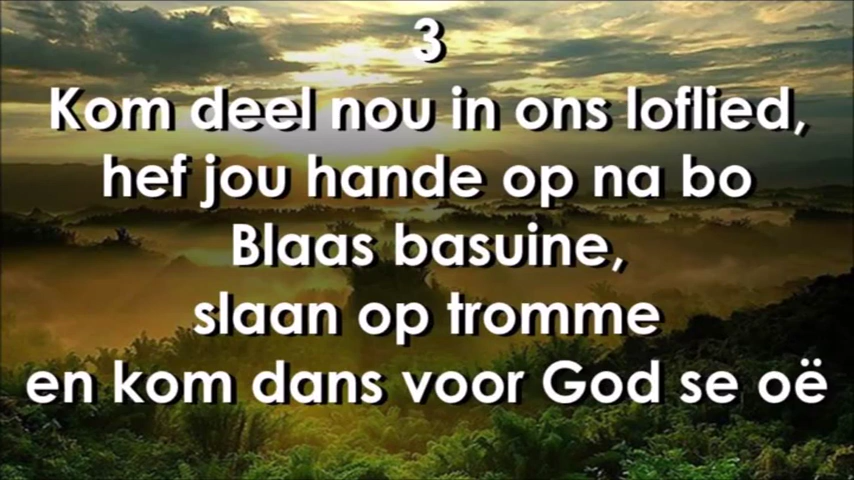 3
Kom deel nou in ons loflied,
hef jou hande op na bo
Blaas basuine,
slaan op tromme
en kom dans voor God se oë